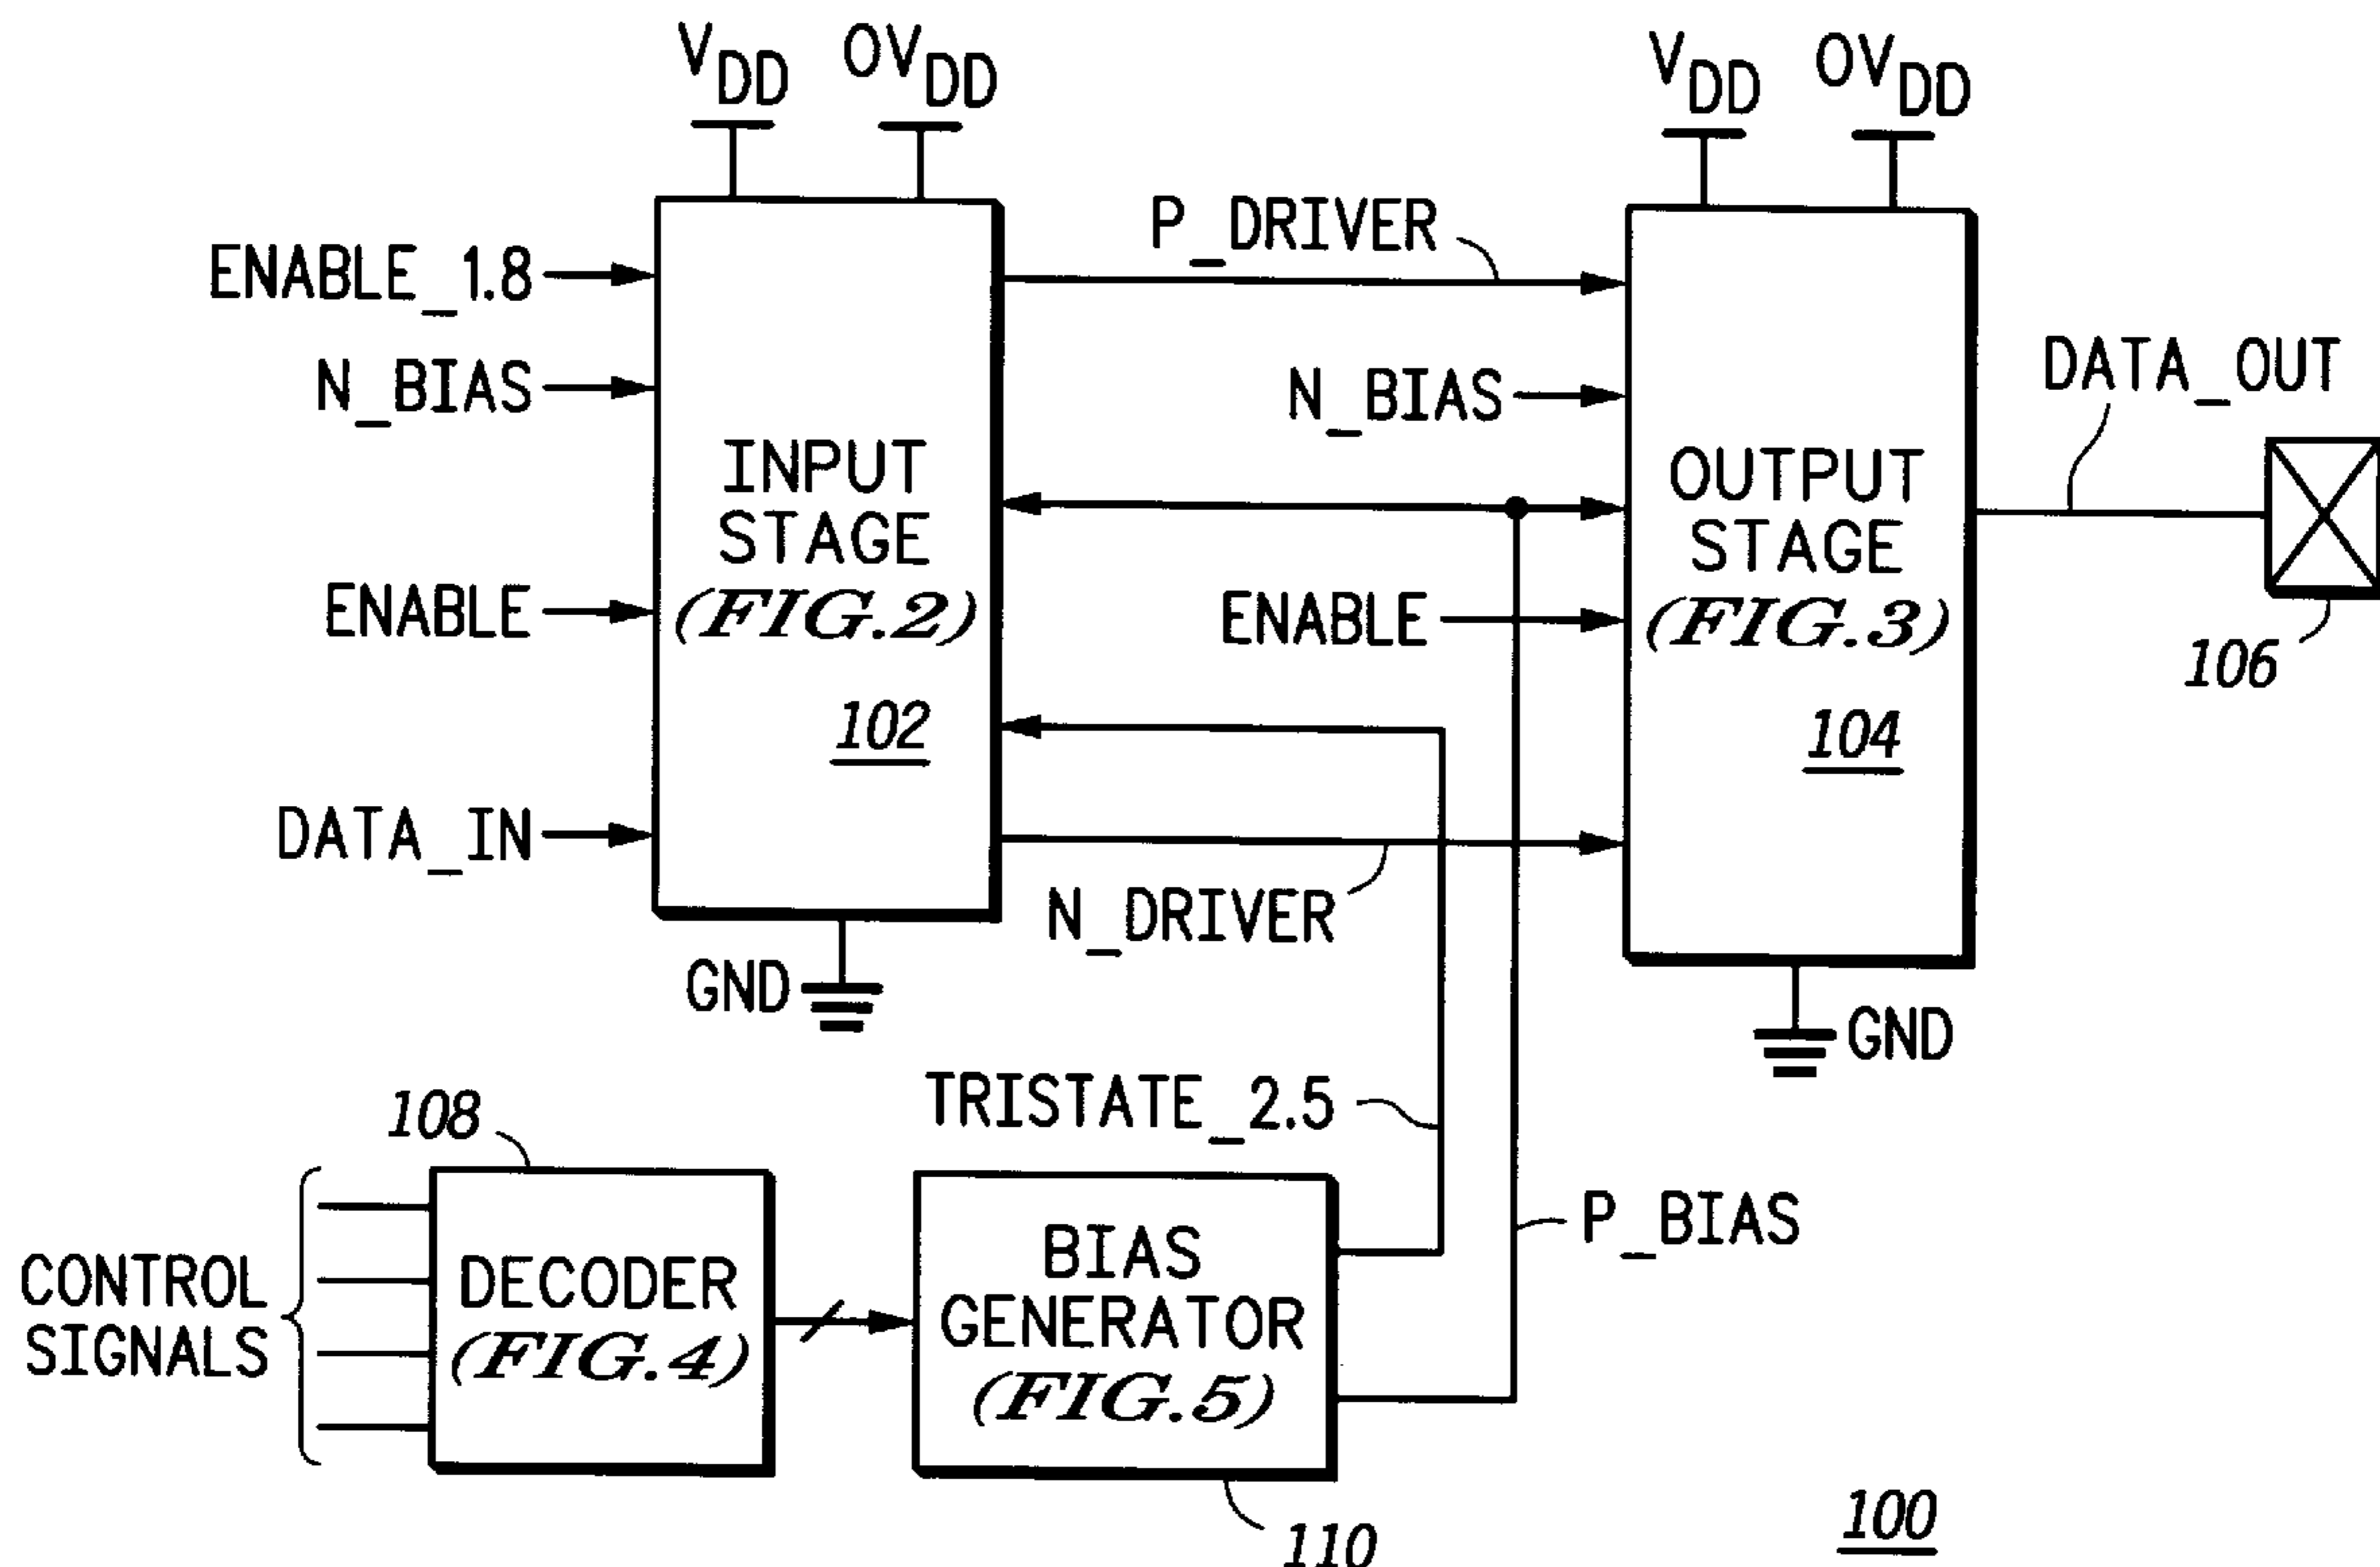 VDD OVDD
VDD OVDD
ENABLE_1.8
N_BIAS
ENABLE
DATA_IN
INPUT
STAGE
(FIG.2)
102
GND
P_DRIVER
N_BIAS
ENABLE
N_DRIVER
OUTPUT
STAGE
(FIG.3)
104
GND
DATA_OUT
106
TRISTATE_2.5
P_BIAS
108
CONTROL
SIGNALS
DECODER
(FIG.4)
BIAS
GENERATOR
(FIG.5)
110
100